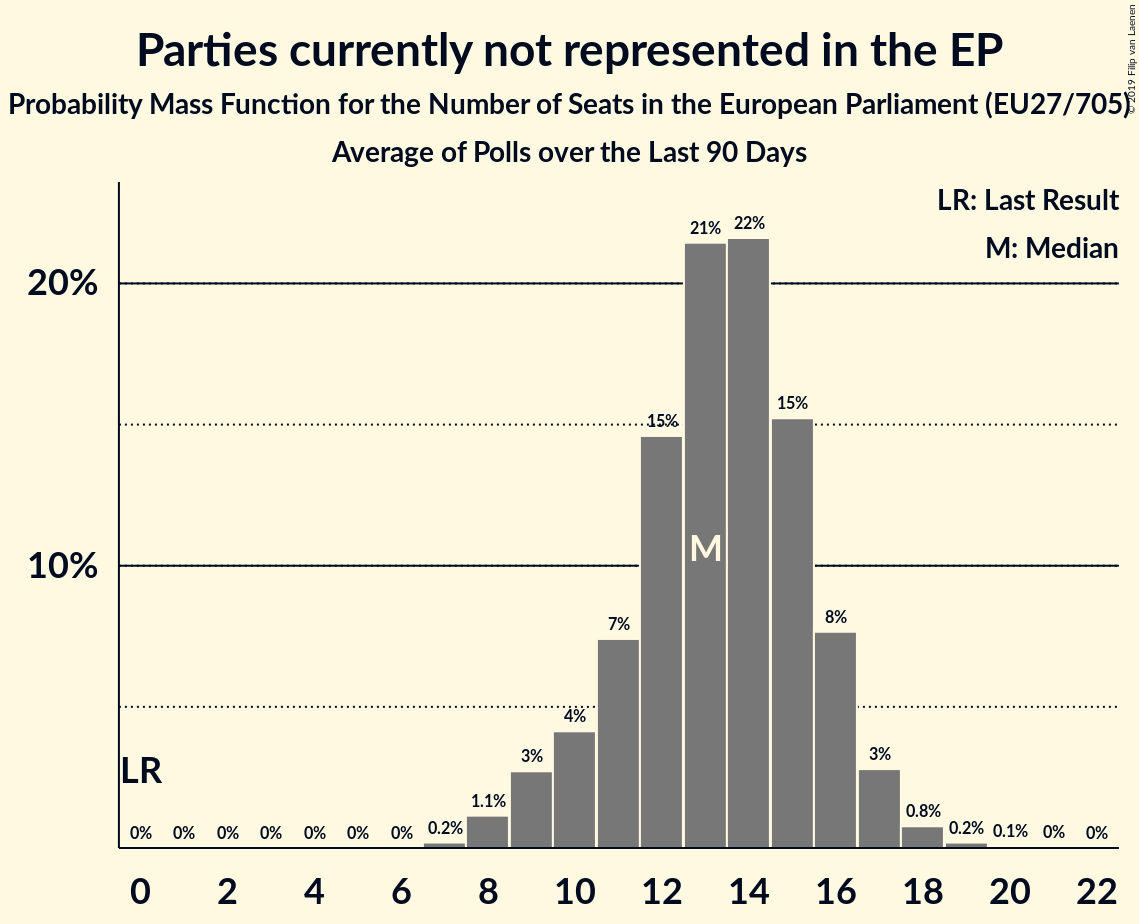 Parties currently not represented in the EP
Probability Mass Function for the Number of Seats in the European Parliament (EU27/705)
Average of Polls over the Last 90 Days
© 2019 Filip van Laenen
LR: Last Result
M: Median
20%
10%
LR
M
0% 0% 0% 0% 0% 0% 0% 0.2% 1.1% 3% 4% 7% 15% 21% 22% 15% 8% 3% 0.8% 0.2% 0.1% 0% 0%
0 2 4 6 8 10 12 14 16 18 20 22